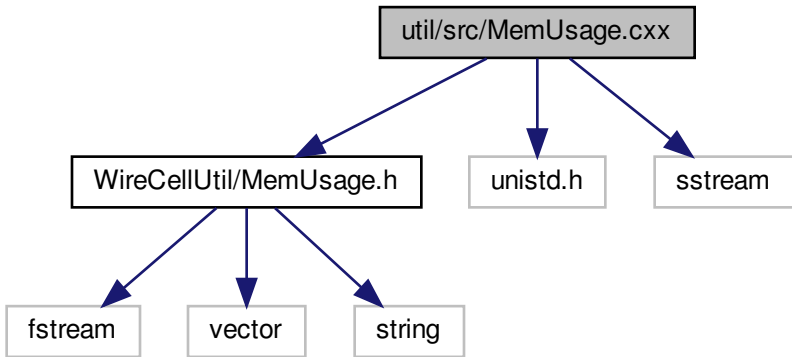 util/src/MemUsage.cxx
WireCellUtil/MemUsage.h
unistd.h
sstream
fstream
vector
string